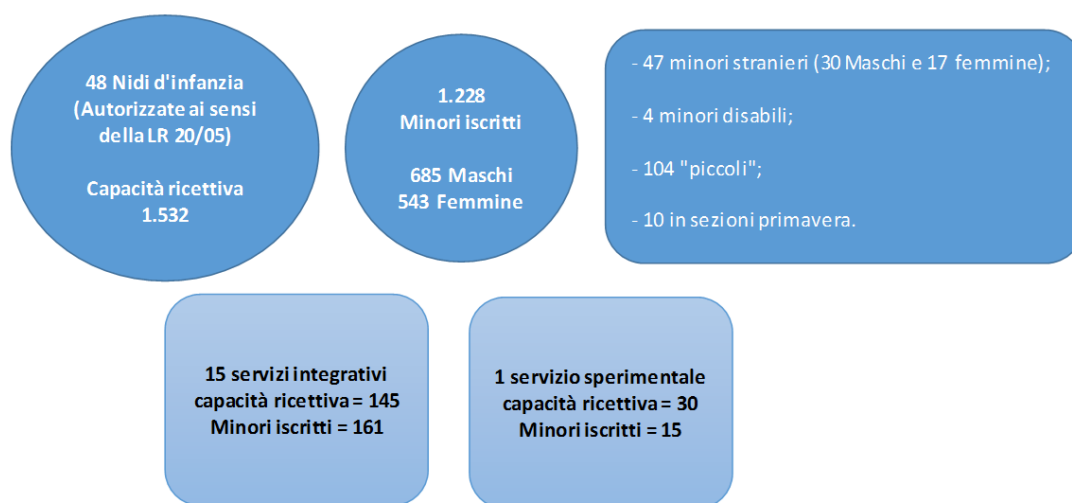 48 Nidi d'infanzia
(Autorizzate ai sensi
della LR 20/05)
Capacità ricettiva
1.532
1.228
Minori iscritti
685 Maschi
543 Femmine
- 47 minori stranieri (30 Maschi e 17 femmine);
- 4 minori disabili;
- 104 "piccoli";
- 10 in sezioni primavera.
15 servizi integrativi
capacità ricettiva = 145
Minori iscritti = 161
1 servizio sperimentale
capacità ricettiva = 30
Minori iscritti = 15